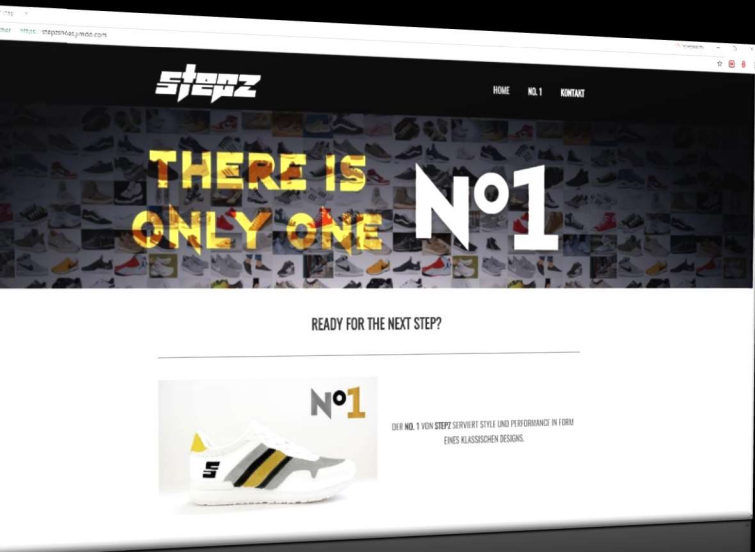 stepz
HOME NO. 1 KONTAKT
THERE IS
ONLY ONE
Nº1
READY FOR THE NEXT STEP?
Nº1
DER NO. 1 VON STEPZ SERVIERT STYLE UND PERFORMANCE IN FORM
EINES KLASSISCHEN DESIGNS.
S